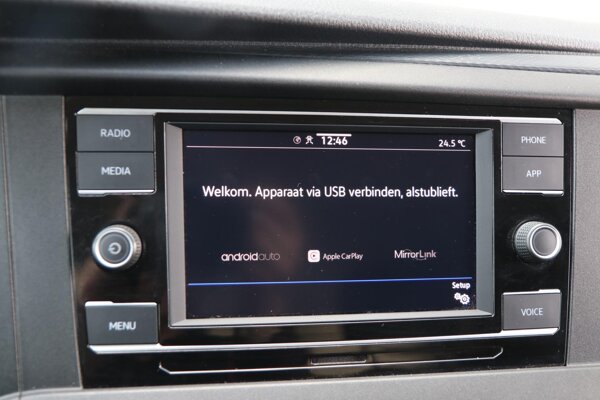 RADIO
MEDIA
MENU
12:46
24.5 °C
Welkom. Apparaat via USB verbinden, alstublieft.
androidauto
Apple CarPlay
MirrorLink
Setup
PHONE
APP
VOICE